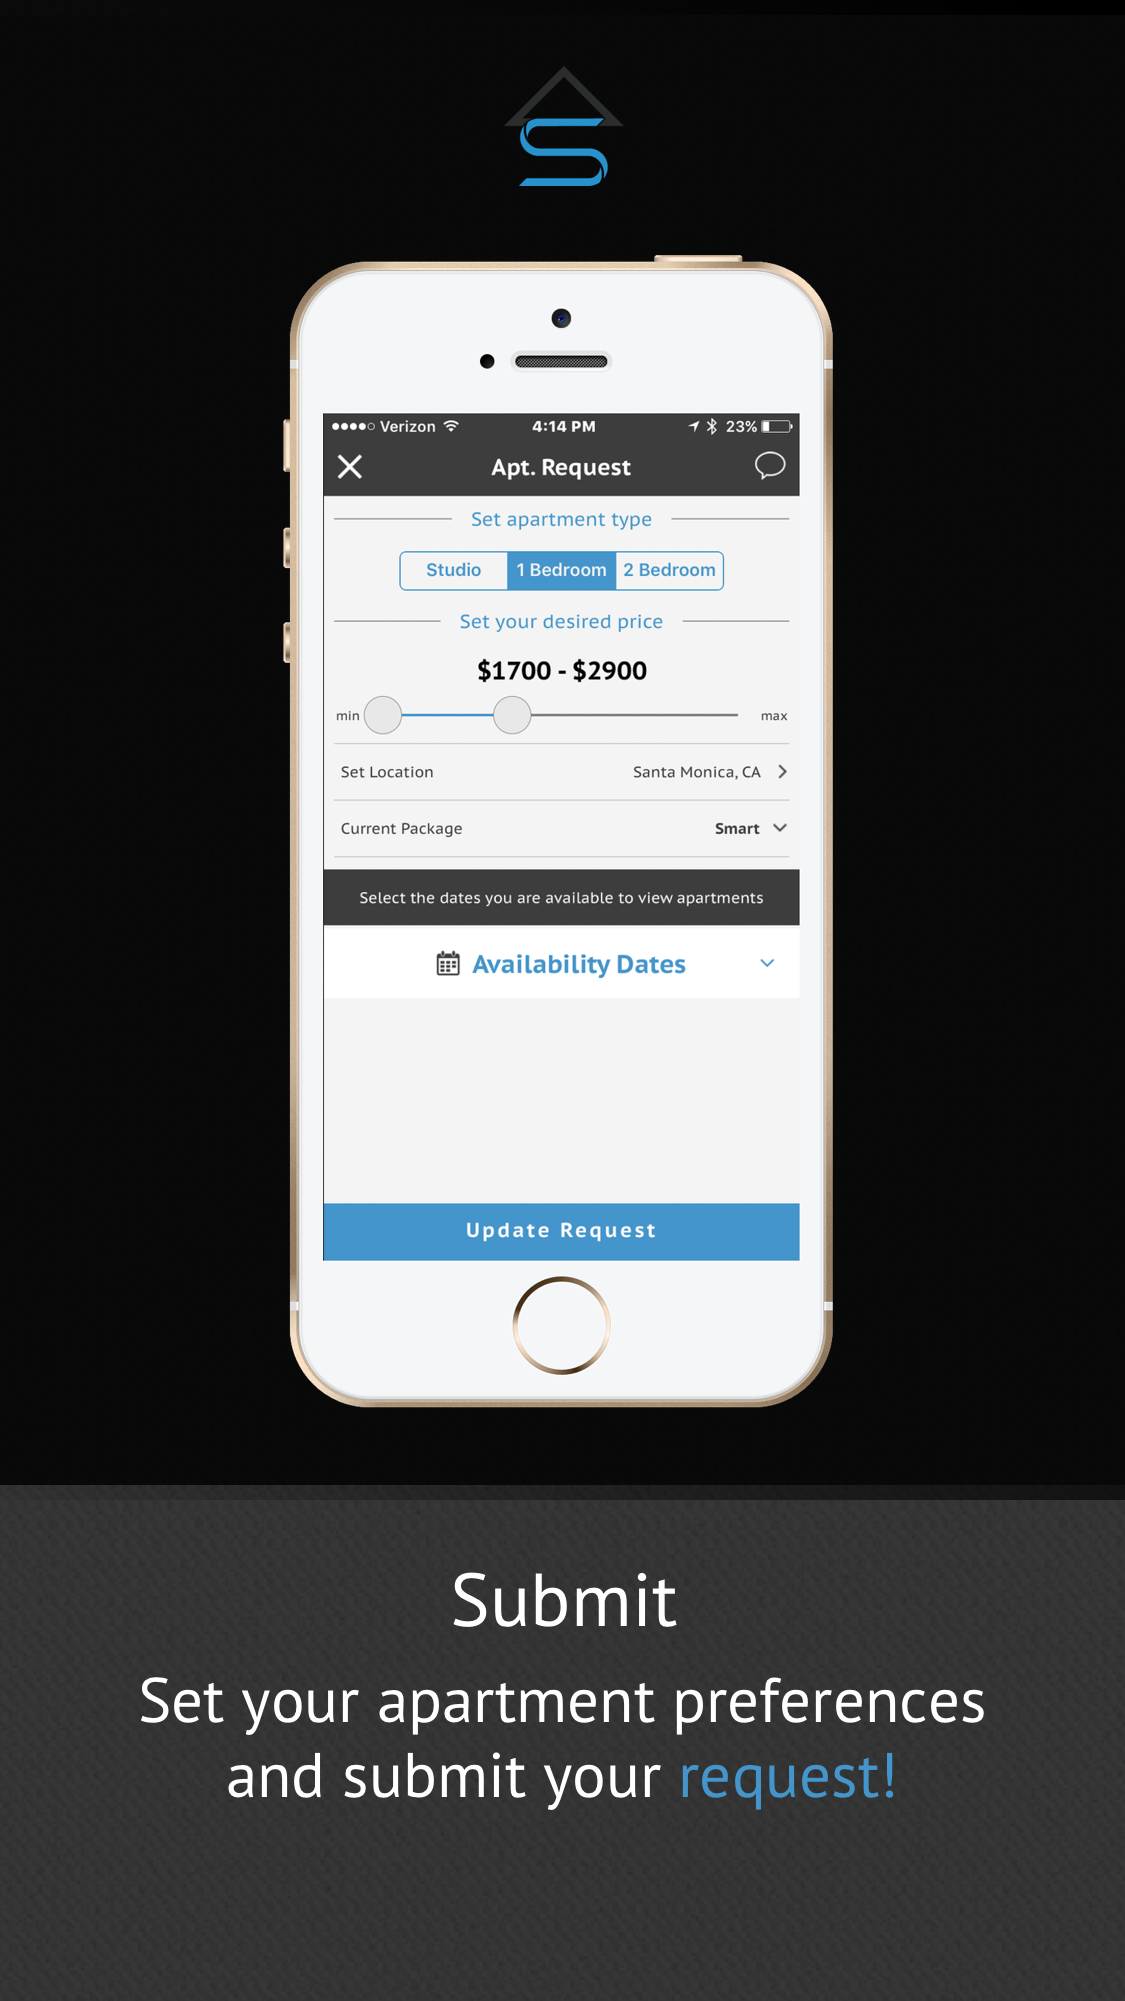 Verizon 4:14 PM 23%
Apt. Request
Set apartment type
Studio 1 Bedroom 2 Bedroom
Set your desired price
$1700 - $2900
min max
Set Location Santa Monica, CA
Current Package Smart
Select the dates you are available to view apartments
Availability Dates
Update Request
Submit
Set your apartment preferences
and submit your request!